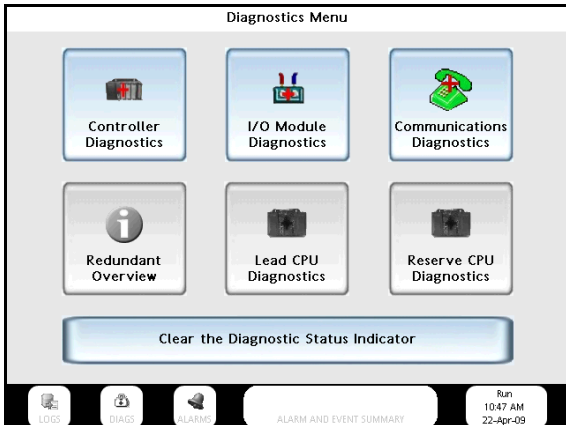 Diagnostics Menu
Controller
Diagnostics
I/O Module
Diagnostics
Communications
Diagnostics
Redundant
Overview
Lead CPU
Diagnostics
Reserve CPU
Diagnostics
Clear the Diagnostic Status Indicator
LOGS
DIAGS
ALARMS
ALARM AND EVENT SUMMARY
Run
10:47 AM
22-Apr-09